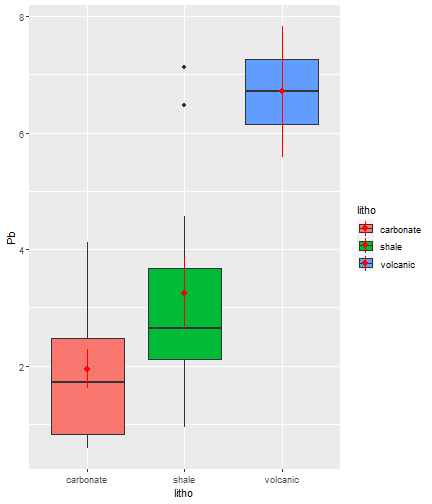 8
6
4
2
Pb
carbonate shale volcanic
litho
litho
carbonate
shale
volcanic